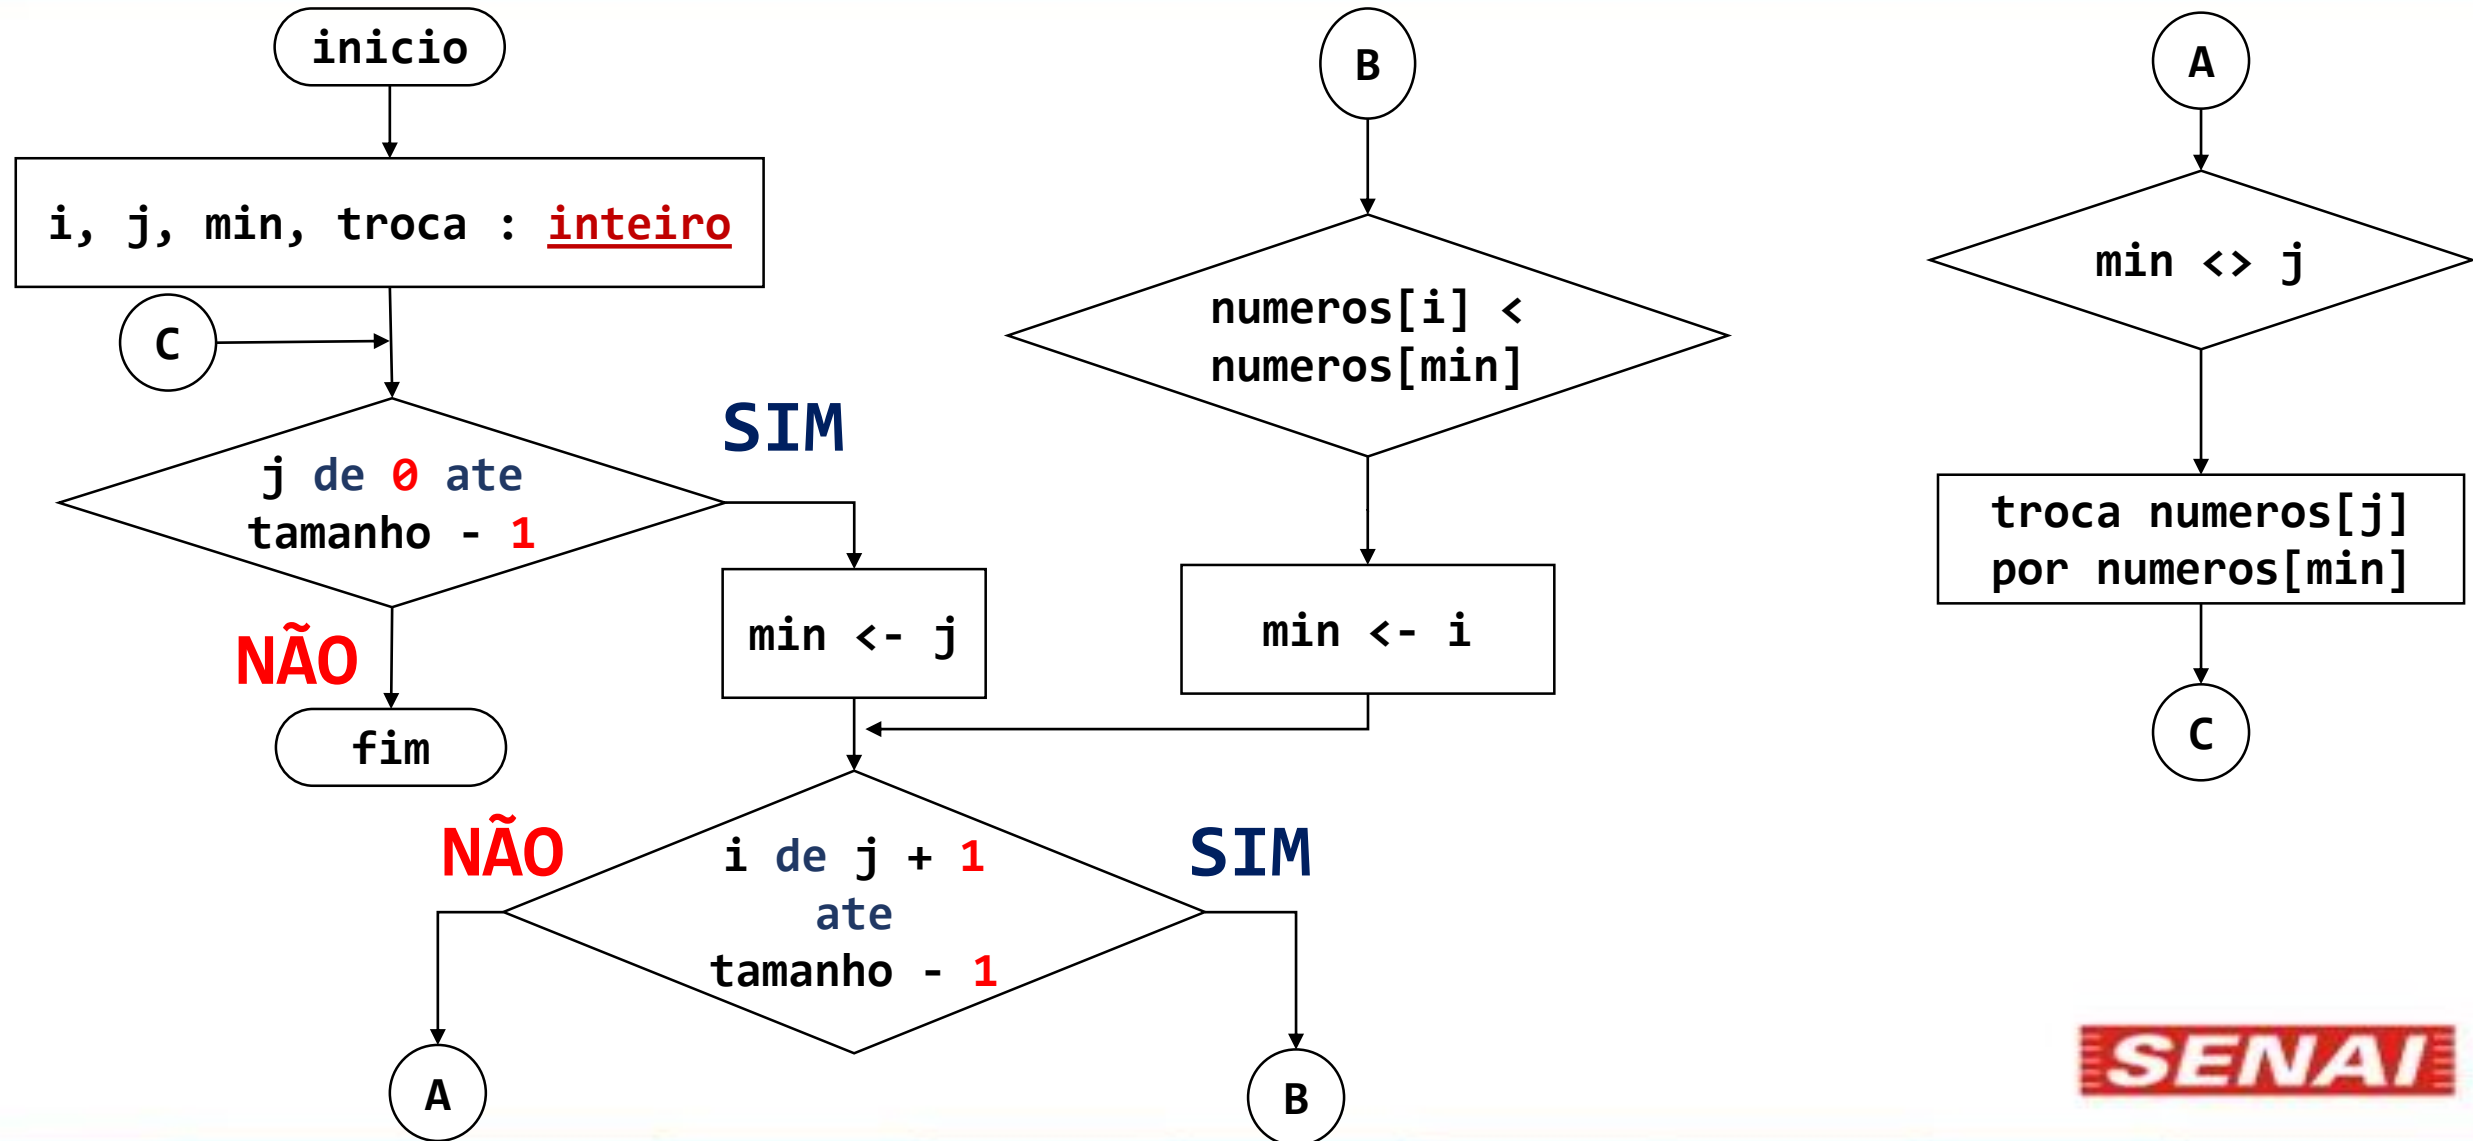 inicio
i, j, min, troca : inteiro
C
j de 0 ate
tamanho - 1
SIM
NÃO
fim
min <- j
i de j + 1
ate
tamanho - 1
NÃO
SIM
A
B
B
numeros[i] <
numeros[min]
min <- i
A
min <> j
troca numeros[j]
por numeros[min]
C
SENAI